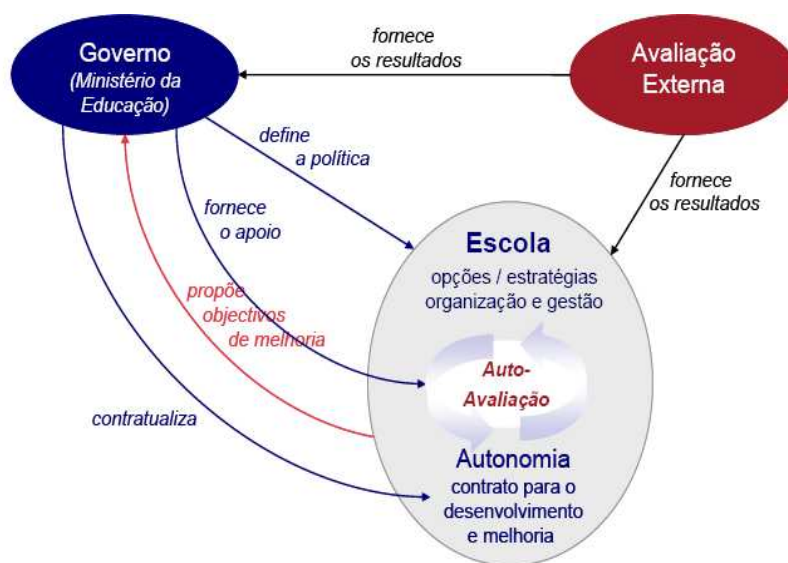 Governo
(Ministério da
Educação)
fornece
os resultados
Avaliação
Externa
define
a política
fornece
os resultados
fornece
o apoio
Escola
opções / estratégias
organização e gestão
propõe
objectivos
de melhoria
Auto-
Avaliação
contratualiza
Autonomia
contrato para o
desenvolvimento
e melhoria